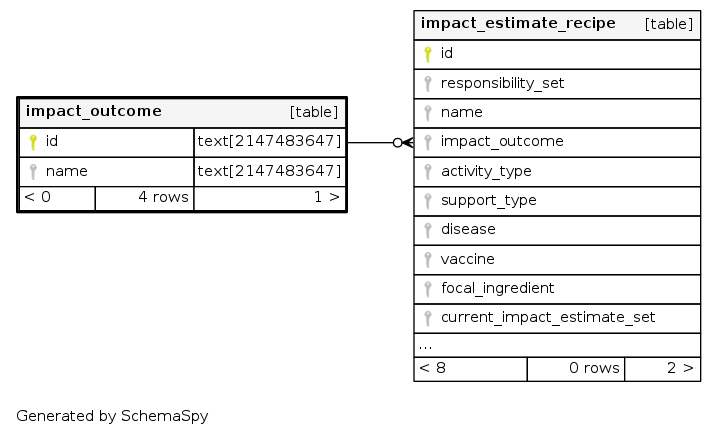 impact_outcome [table]
id text[2147483647]
name text[2147483647]
< 0 4 rows 1 >
impact_estimate_recipe [table]
id
responsibility_set
name
impact_outcome
activity_type
support_type
disease
vaccine
focal_ingredient
current_impact_estimate_set
...
< 8 0 rows 2 >
Generated by SchemaSpy